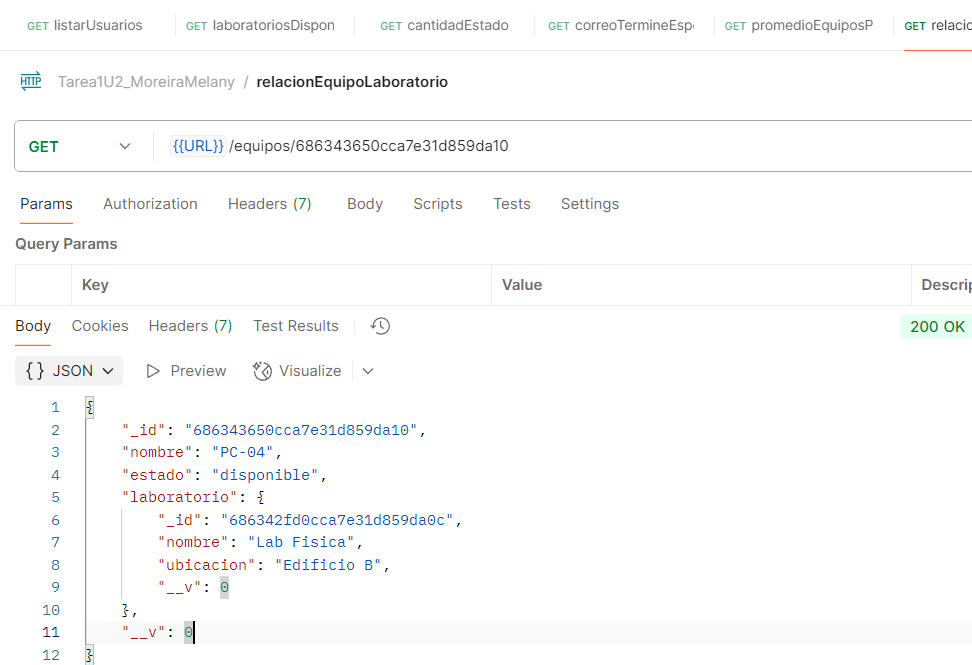 GET listarUsuarios GET laboratoriosDispon GET cantidadEstado GET correoTermineEspe GET promedioEquiposP GET relacio
HTTP Tarea1U2_MoreiraMelany / relacionEquipoLaboratorio
GET {{URL}} /equipos/686343650cca7e31d859da10
Params Authorization Headers (7) Body Scripts Tests Settings
Query Params
Key Value Descrip
Body Cookies Headers (7) Test Results 200 OK
{} JSON Preview Visualize
1 {
2 "_id": "686343650cca7e31d859da10",
3 "nombre": "PC-04",
4 "estado": "disponible",
5 "laboratorio": {
6 "_id": "686342fd0cca7e31d859da0c",
7 "nombre": "Lab Fisica",
8 "ubicacion": "Edificio B",
9 "__v": 0
10 },
11 "__v": 0
12 }